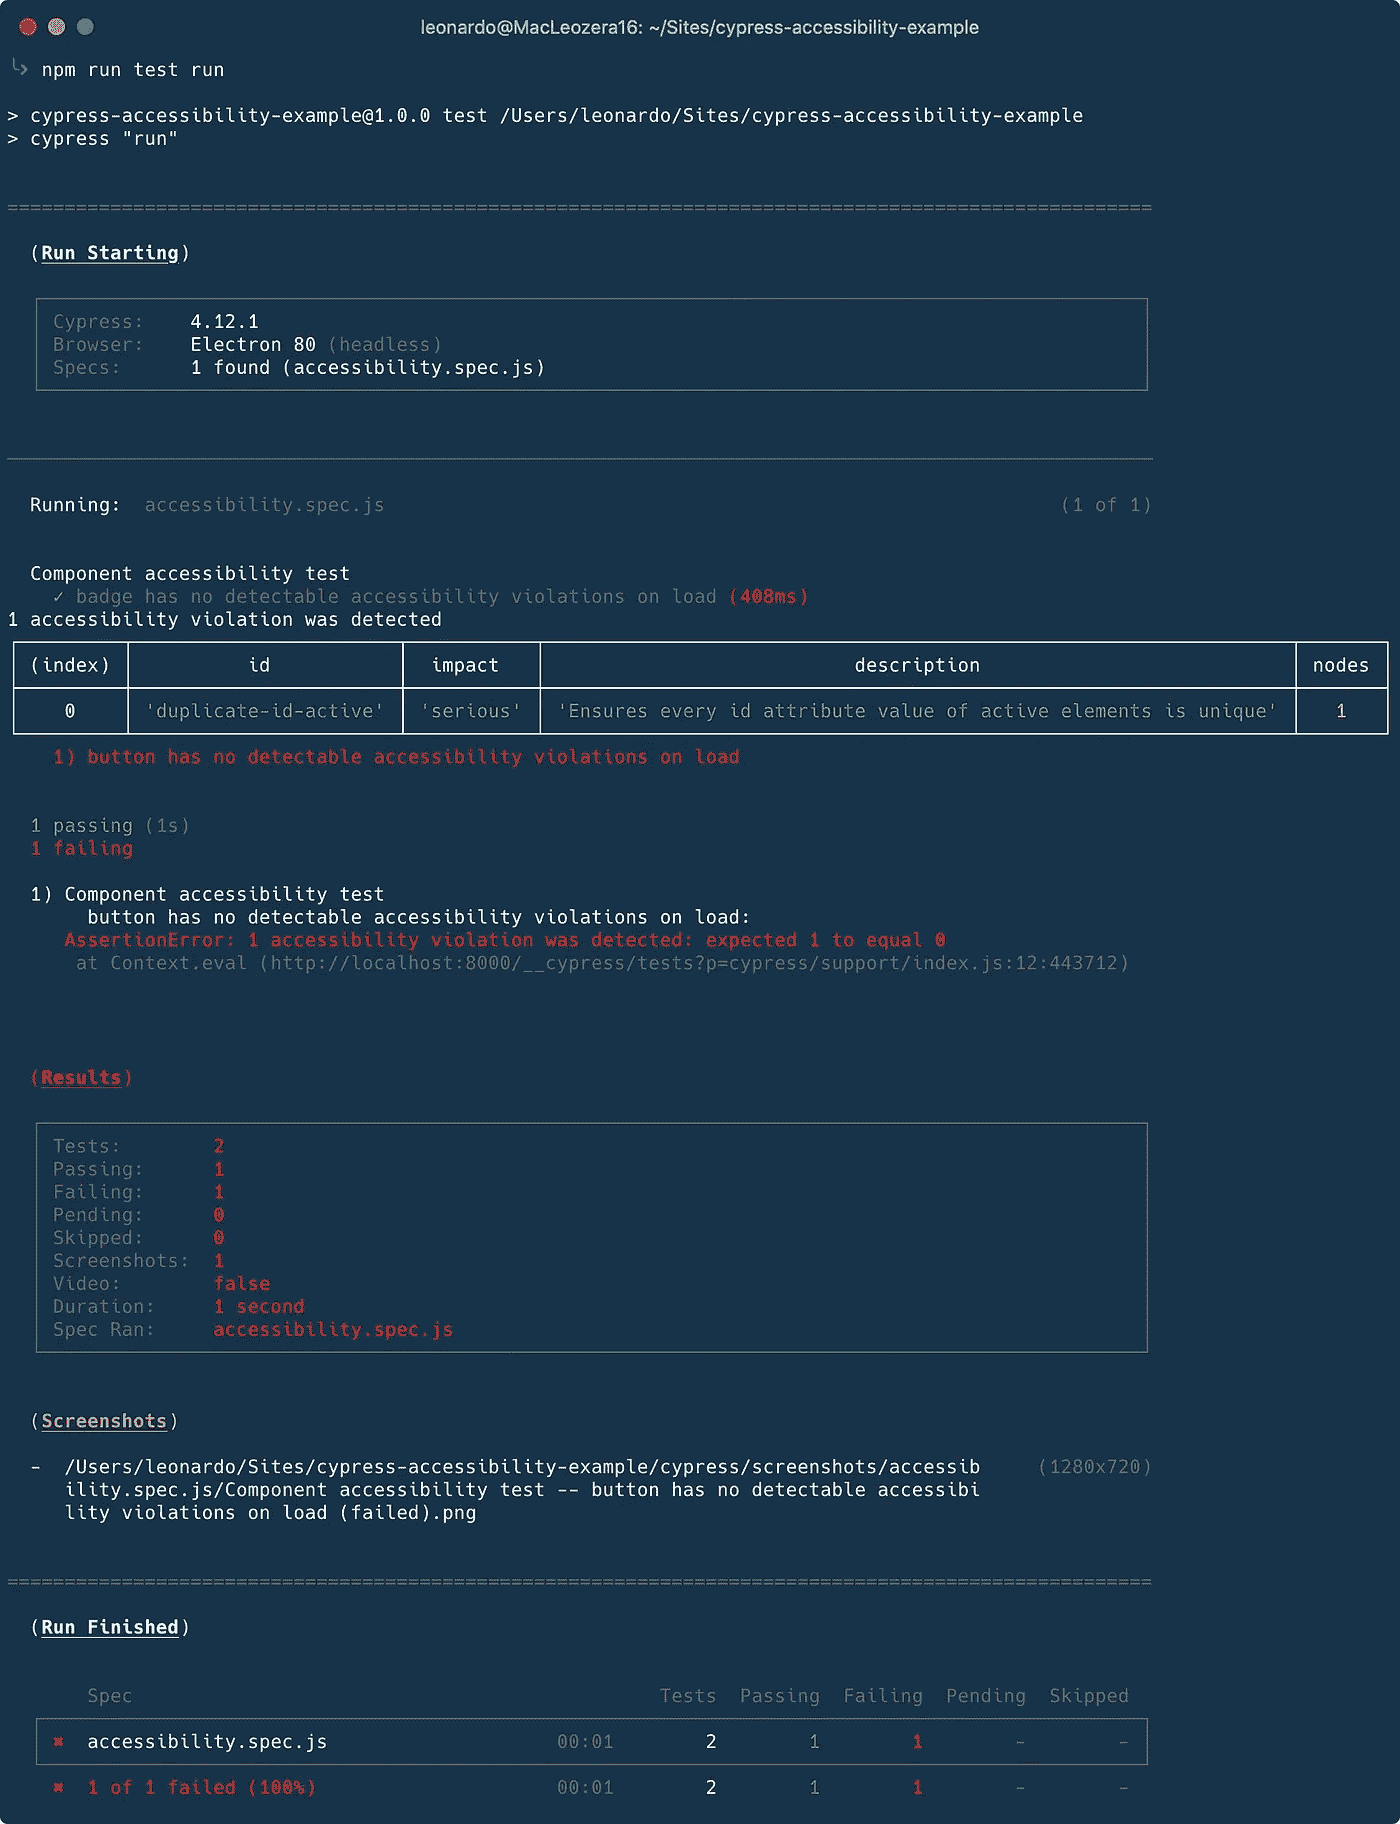 leonardo@MacLeozera16: ~/Sites/cypress-accessibility-example
npm run test run
> cypress-accessibility-example@1.0.0 test /Users/leonardo/Sites/cypress-accessibility-example
> cypress "run"
====================================================================================================
(Run Starting)
Cypress: 4.12.1
Browser: Electron 80 (headless)
Specs: 1 found (accessibility.spec.js)
Running: accessibility.spec.js (1 of 1)
Component accessibility test
✓ badge has no detectable accessibility violations on load (408ms)
1 accessibility violation was detected
(index) id impact description nodes
0 'duplicate-id-active' 'serious' 'Ensures every id attribute value of active elements is unique' 1
1) button has no detectable accessibility violations on load
1 passing (1s)
1 failing
1) Component accessibility test
button has no detectable accessibility violations on load:
AssertionError: 1 accessibility violation was detected: expected 1 to equal 0
at Context.eval (http://localhost:8000/__cypress/tests?p=cypress/support/index.js:12:443712)
(Results)
Tests: 2
Passing: 1
Failing: 1
Pending: 0
Skipped: 0
Screenshots: 1
Video: false
Duration: 1 second
Spec Ran: accessibility.spec.js
(Screenshots)
- /Users/leonardo/Sites/cypress-accessibility-example/cypress/screenshots/accessib (1280x720)
ility.spec.js/Component accessibility test -- button has no detectable accessibi
lity violations on load (failed).png
====================================================================================================
(Run Finished)
Spec Tests Passing Failing Pending Skipped
✖ accessibility.spec.js 00:01 2 1 1 - -
✖ 1 of 1 failed (100%) 00:01 2 1 1 - -